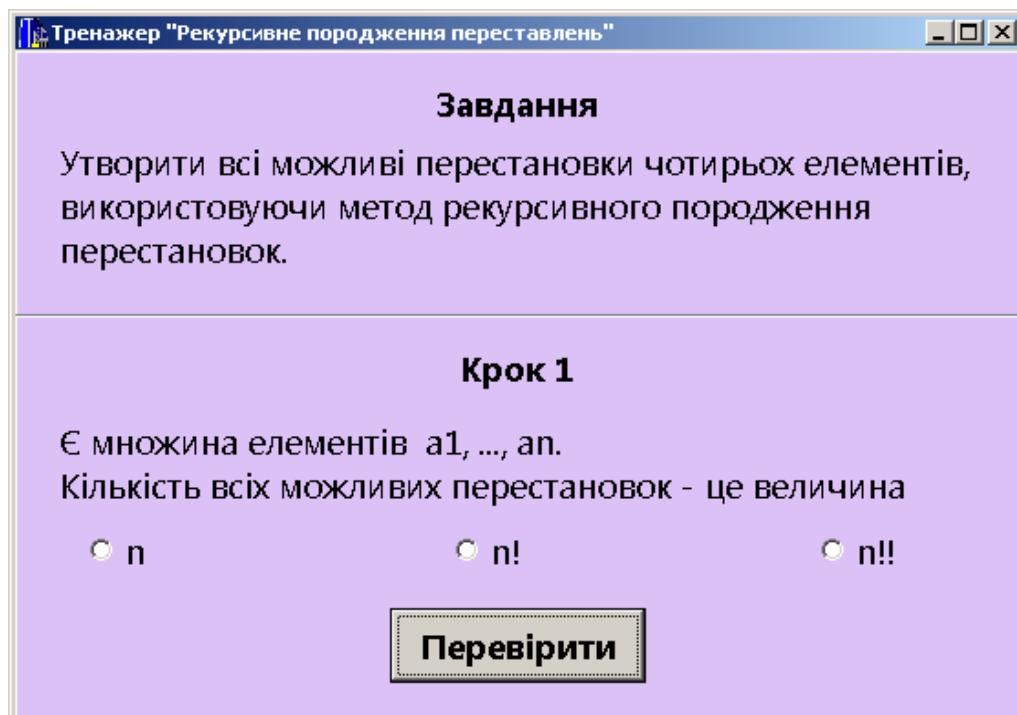 Тренажер "Рекурсивне породження переставлень"
Завдання
Утворити всі можливі перестановки чотирьох елементів,
використовуючи метод рекурсивного породження
перестановок.
Крок 1
Є множина елементів a1, ..., an.
Кількість всіх можливих перестановок - це величина
n n! n!!
Перевірити